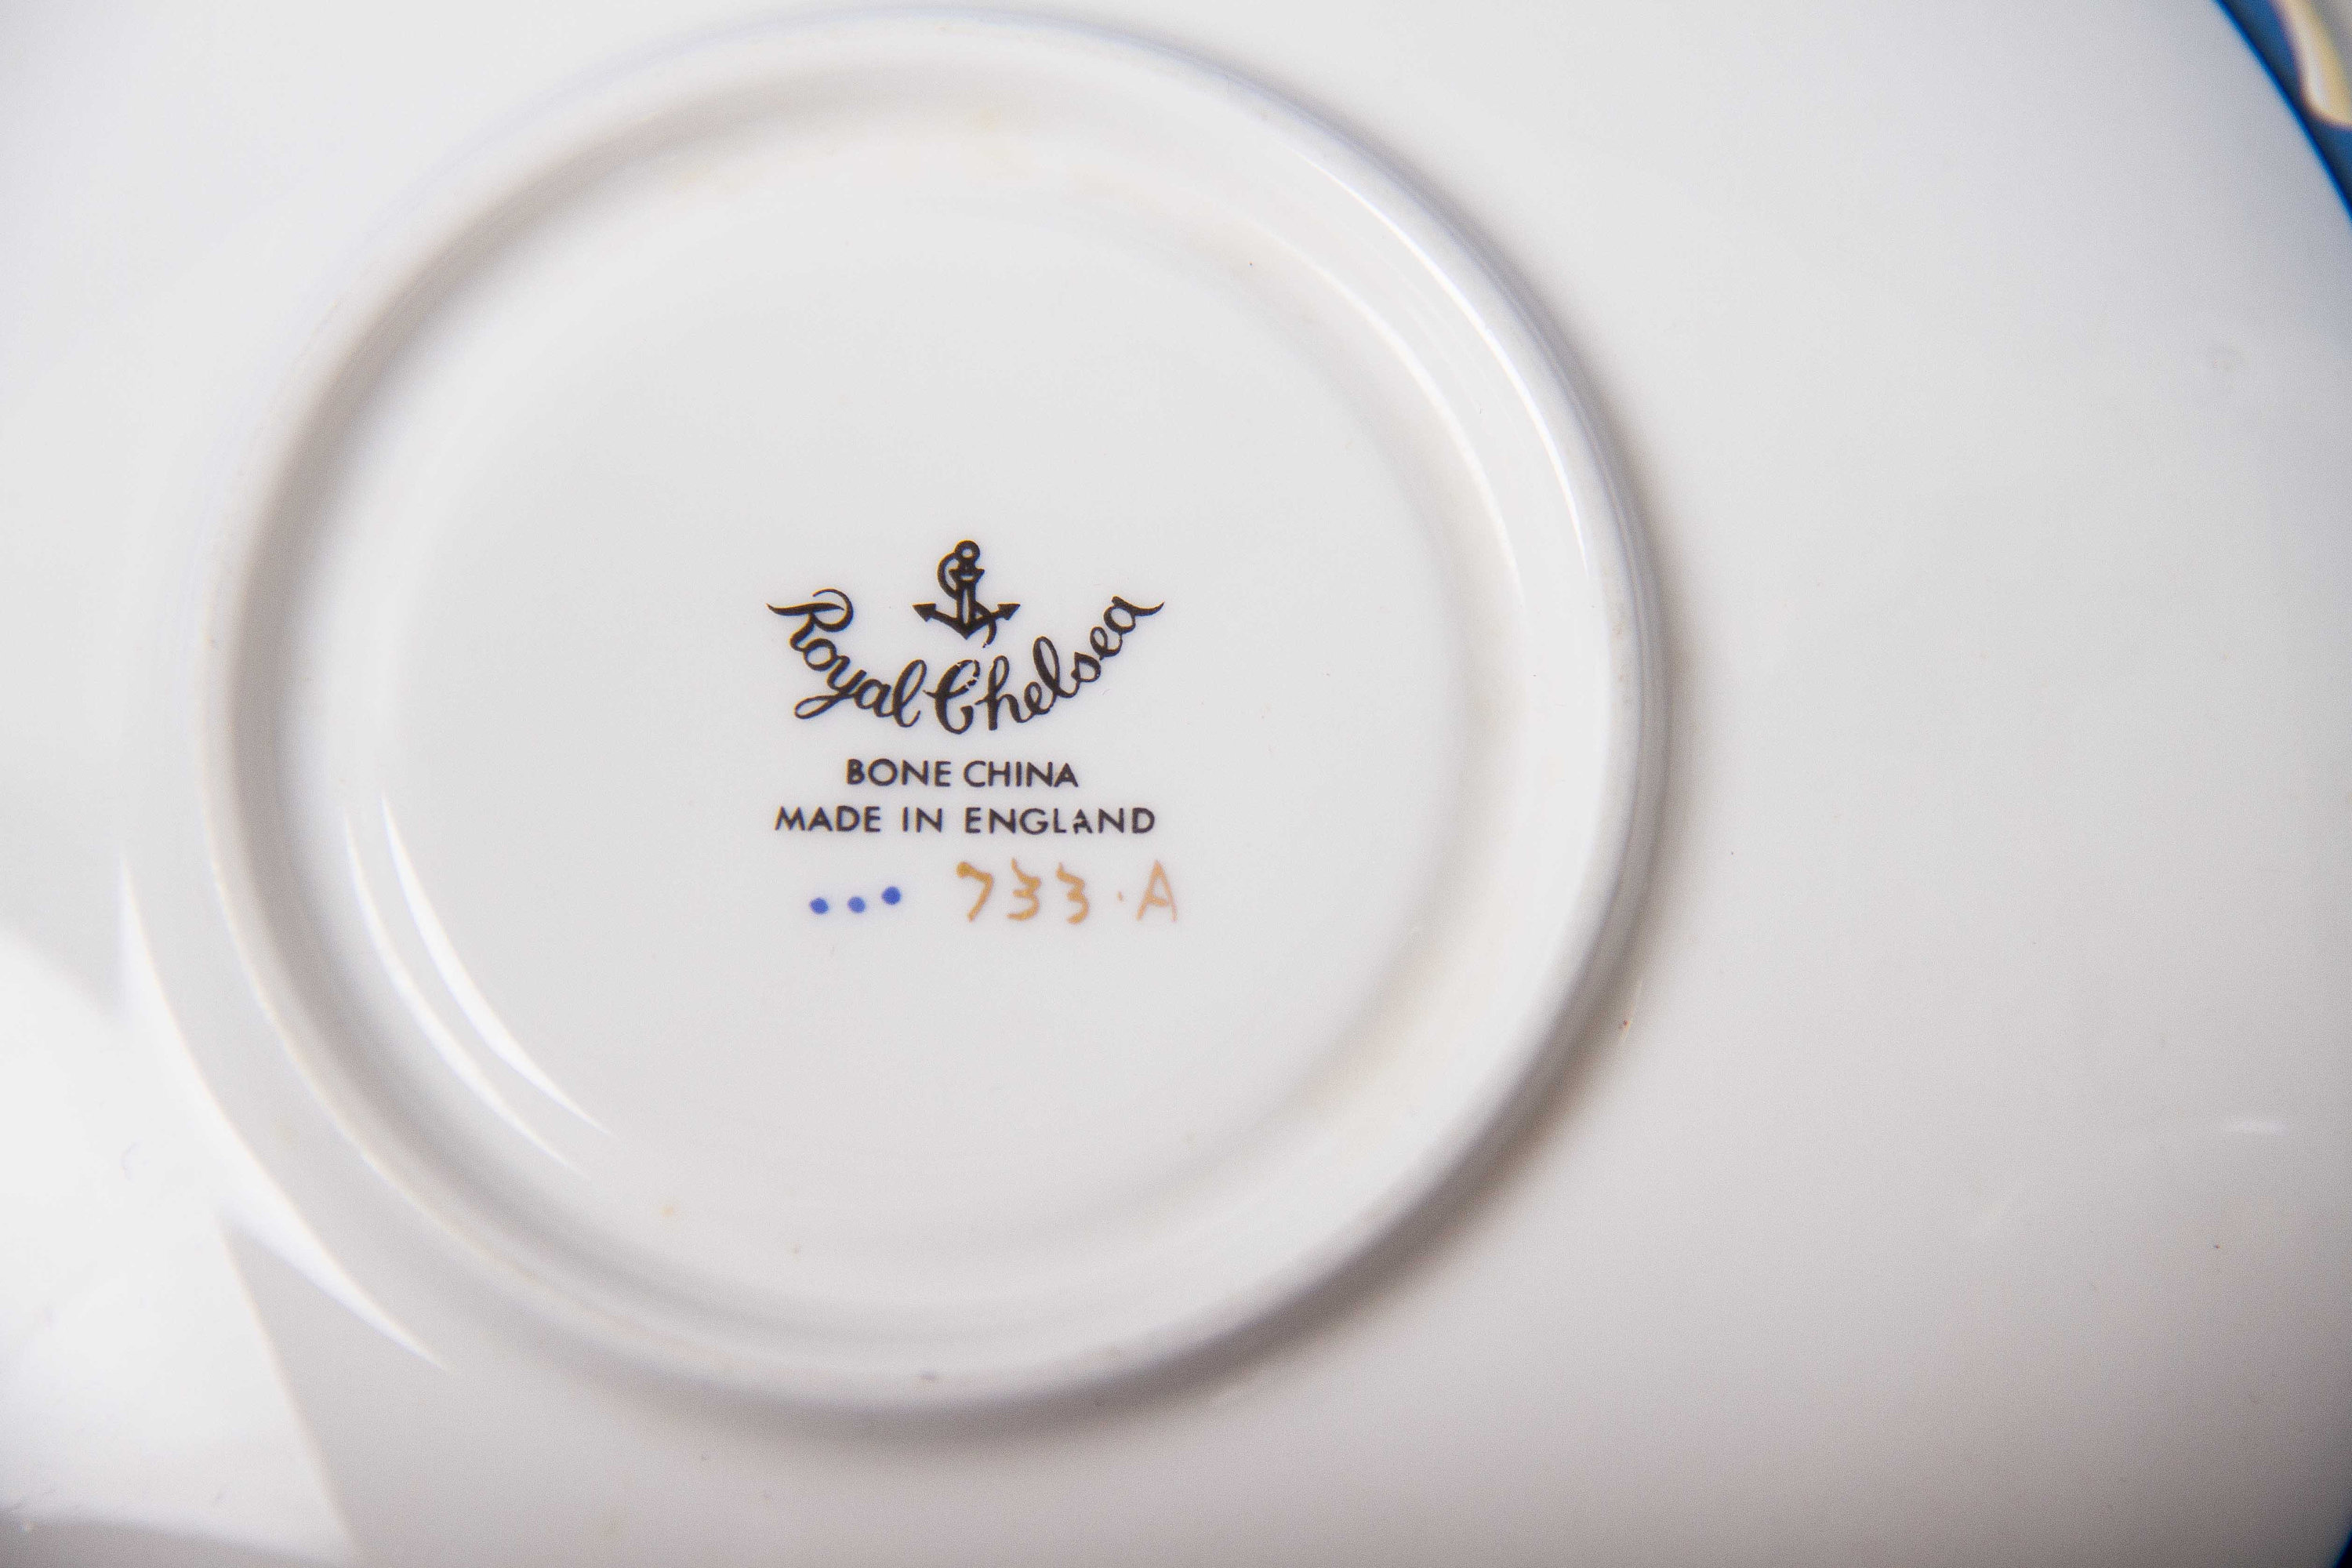 Royal Chelsea
BONE CHINA
MADE IN ENGLAND
... 733.A